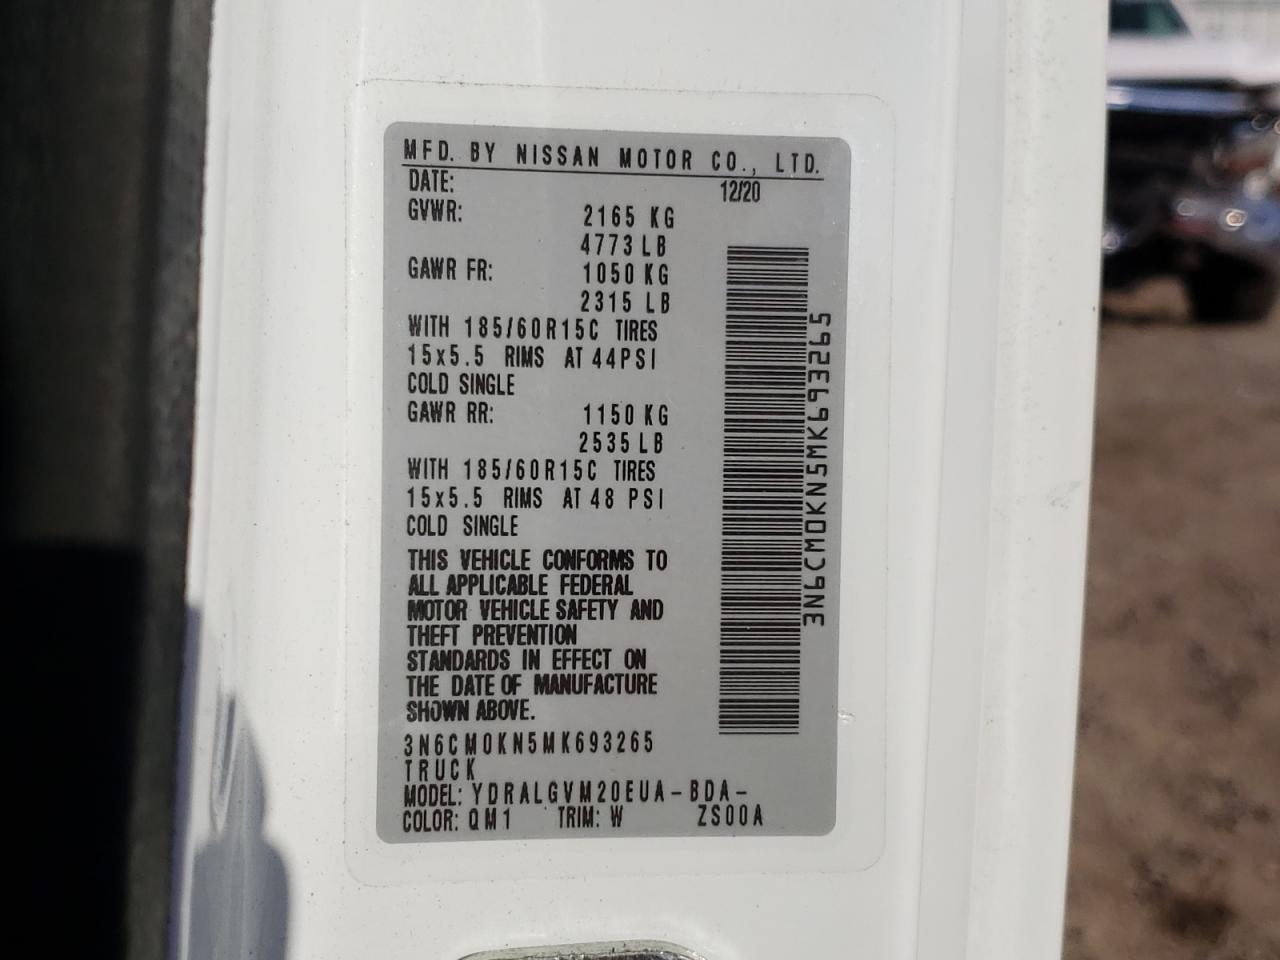 MFD. BY NISSAN MOTOR CO., LTD.
DATE: 12/20
GVWR: 2165 KG
4773 LB
GAWR FR: 1050 KG
2315 LB
WITH 185/60R15C TIRES
15x5.5 RIMS AT 44PSI
COLD SINGLE
GAWR RR: 1150 KG
2535 LB
WITH 185/60R15C TIRES
15x5.5 RIMS AT 48 PSI
COLD SINGLE
THIS VEHICLE CONFORMS TO
ALL APPLICABLE FEDERAL
MOTOR VEHICLE SAFETY AND
THEFT PREVENTION
STANDARDS IN EFFECT ON
THE DATE OF MANUFACTURE
SHOWN ABOVE.
3N6CM0KN5MK693265
TRUCK
MODEL: YDRALGVM20EUA-BDA-
COLOR: QM1 TRIM: W ZS00A
3N6CM0KN5MK693265